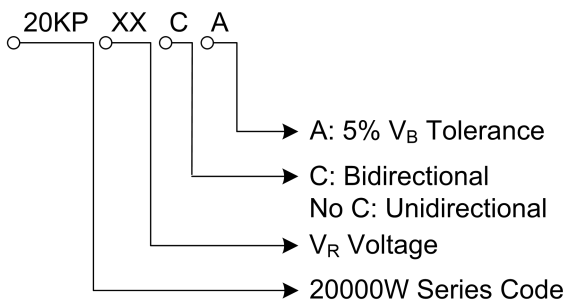 20KP XX C A
A: 5% VB Tolerance
C: Bidirectional
No C: Unidirectional
VR Voltage
20000W Series Code